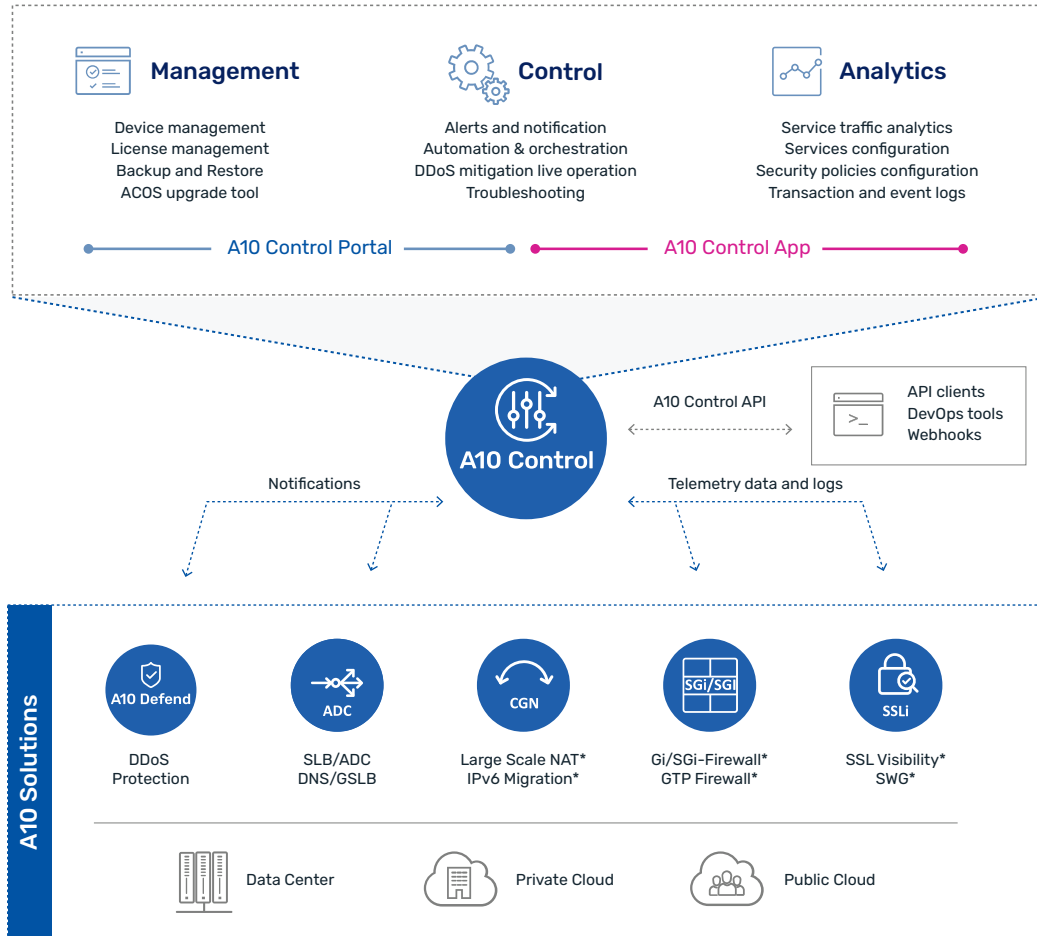 Management
Control
Analytics
Device management
License management
Backup and Restore
ACOS upgrade tool
Alerts and notification
Automation & orchestration
DDoS mitigation live operation
Troubleshooting
Service traffic analytics
Services configuration
Security policies configuration
Transaction and event logs
A10 Control Portal
A10 Control App
A10 Control
A10 Control API
>_
API clients
DevOps tools
Webhooks
Notifications
Telemetry data and logs
A10 Solutions
A10 Defend
ADC
CGN
SGi/SGi
SSLi
DDoS
Protection
SLB/ADC
DNS/GSLB
Large Scale NAT*
IPv6 Migration*
Gi/SGi-Firewall*
GTP Firewall*
SSL Visibility*
SWG*
Data Center
Private Cloud
Public Cloud